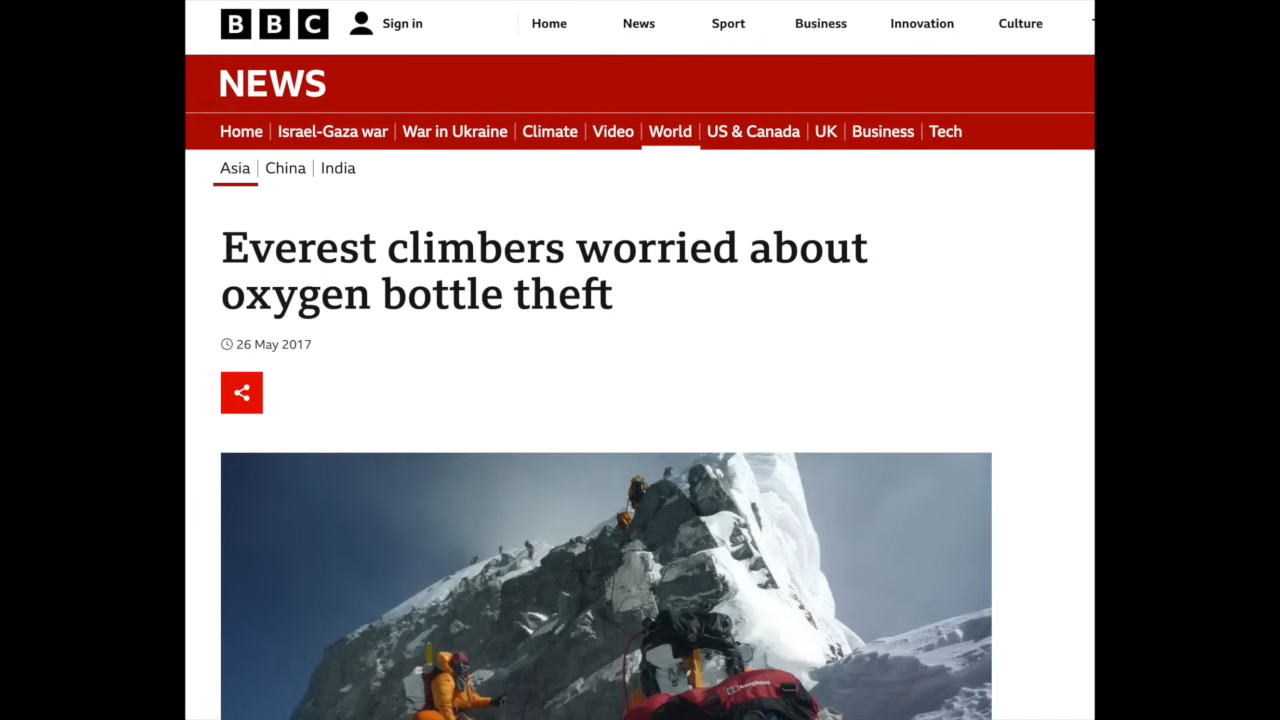 BBC Sign in Home News Sport Business Innovation Culture
NEWS
Home Israel-Gaza war War in Ukraine Climate Video World US & Canada UK Business Tech
Asia China India
Everest climbers worried about
oxygen bottle theft
26 May 2017